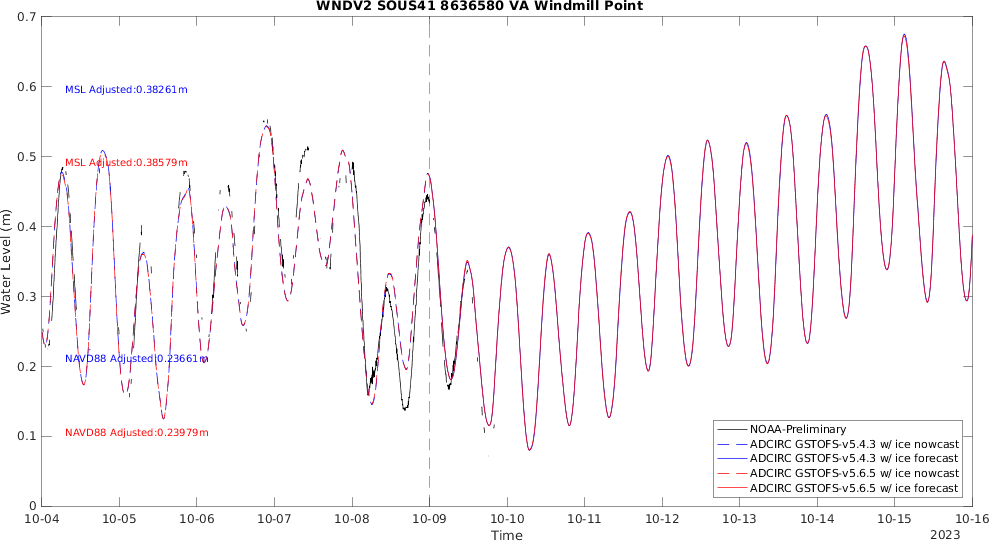 WNDV2 SOUS41 8636580 VA Windmill Point
0.7
0.6
0.5
0.4
0.3
0.2
0.1
0
Water Level (m)
MSL Adjusted:0.38261m
MSL Adjusted:0.38579m
NAVD88 Adjusted:0.23661m
NAVD88 Adjusted:0.23979m
NOAA-Preliminary
ADCIRC GSTOFS-v5.4.3 w/ ice nowcast
ADCIRC GSTOFS-v5.4.3 w/ ice forecast
ADCIRC GSTOFS-v5.6.5 w/ ice nowcast
ADCIRC GSTOFS-v5.6.5 w/ ice forecast
10-04 10-05 10-06 10-07 10-08 10-09 10-10 10-11 10-12 10-13 10-14 10-15 10-16
Time
2023